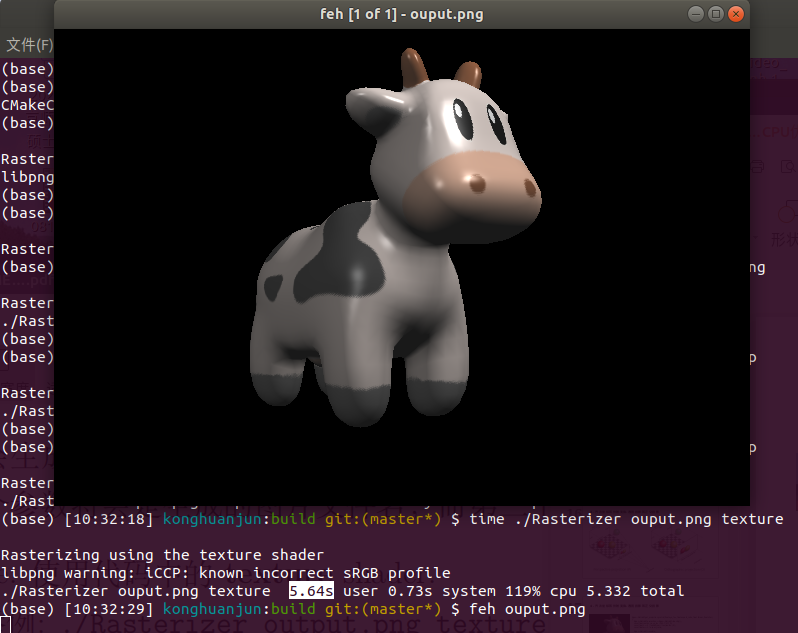 feh [1 of 1] - ouput.png
文件(F)
(base)
(base)
CMakeC
(base)
Raster
libpng
(base)
(base)
Raster
(base) ng
Raster
./Rast
(base)
(base) p
Raster
./Rast
(base)
(base) p
Raster
./Rast
(base) [10:32:18] konghuanjun:build git:(master*) $ time ./Rasterizer ouput.png texture
Rasterizing using the texture shader
libpng warning: iCCP: known incorrect sRGB profile
./Rasterizer ouput.png texture 5.64s user 0.73s system 119% cpu 5.332 total
(base) [10:32:29] konghuanjun:build git:(master*) $ feh ouput.png
./Rasterizer output.png texture